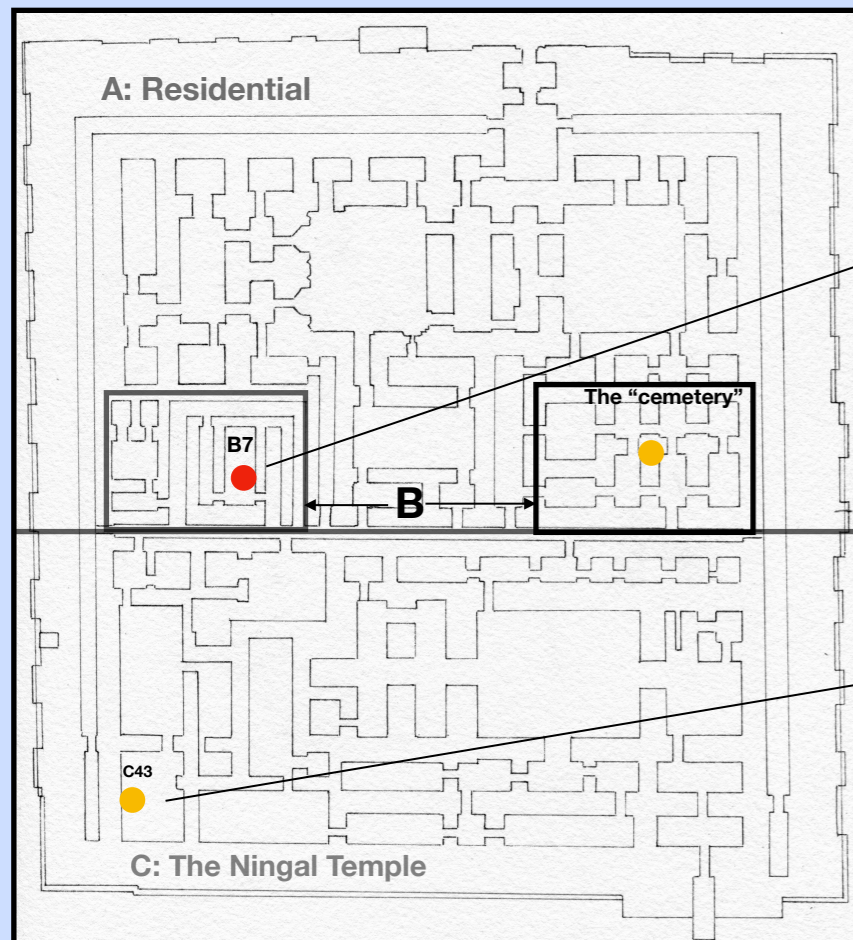 A: Residential
The “cemetery”
B7
B
C43
C: The Ningal Temple